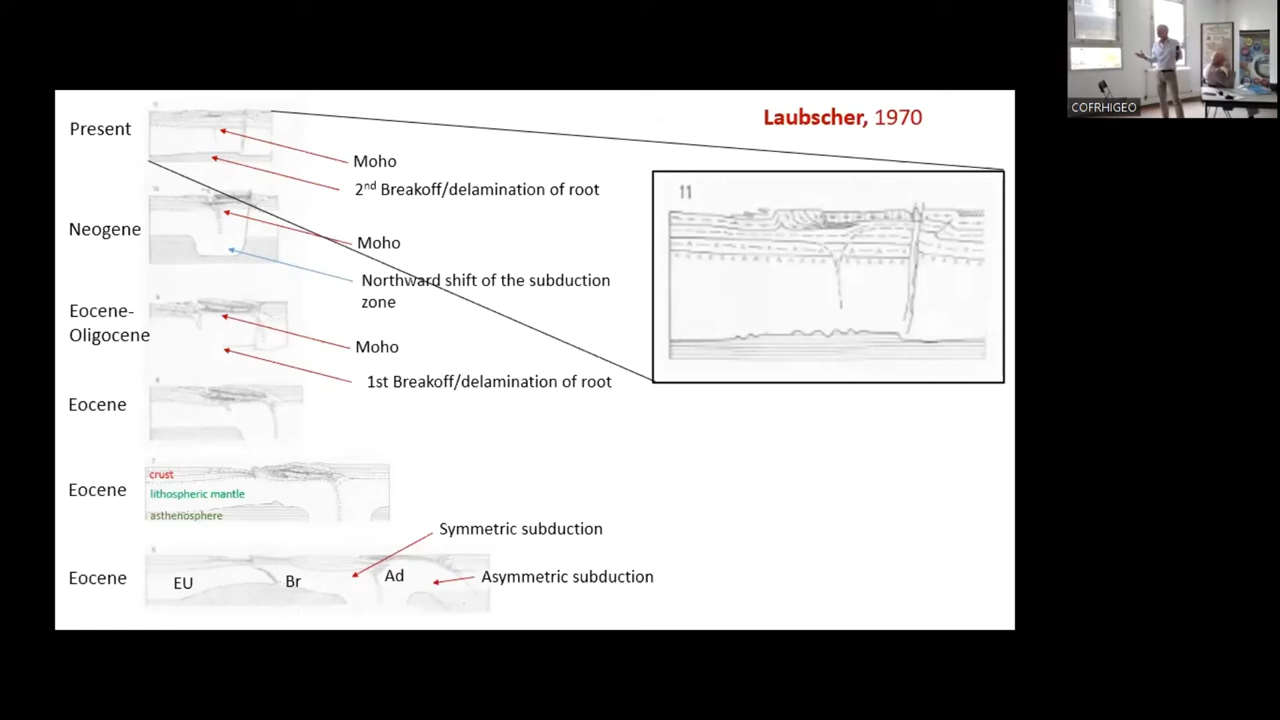 Laubscher, 1970
Present
Moho
2nd Breakoff/delamination of root
11
Neogene
Moho
Northward shift of the subduction
zone
Eocene-
Oligocene
Moho
1st Breakoff/delamination of root
Eocene
Eocene
crust
lithospheric mantle
asthenosphere
Symmetric subduction
Eocene
EU
Br
Ad
Asymmetric subduction
COFRHIGEO